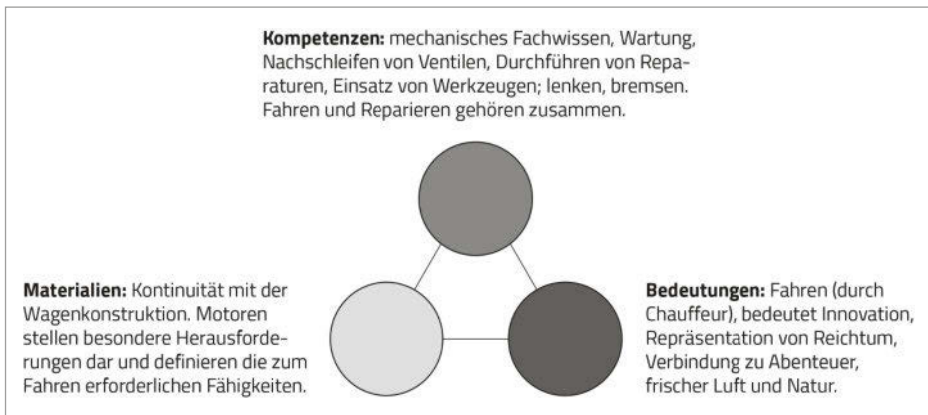 Kompetenzen: mechanisches Fachwissen, Wartung,
Nachschleifen von Ventilen, Durchführen von Repa-
raturen, Einsatz von Werkzeugen; lenken, bremsen.
Fahren und Reparieren gehören zusammen.
Materialien: Kontinuität mit der
Wagenkonstruktion. Motoren
stellen besondere Herausforde-
rungen dar und definieren die zum
Fahren erforderlichen Fähigkeiten.
Bedeutungen: Fahren (durch
Chauffeur), bedeutet Innovation,
Repräsentation von Reichtum,
Verbindung zu Abenteuer,
frischer Luft und Natur.